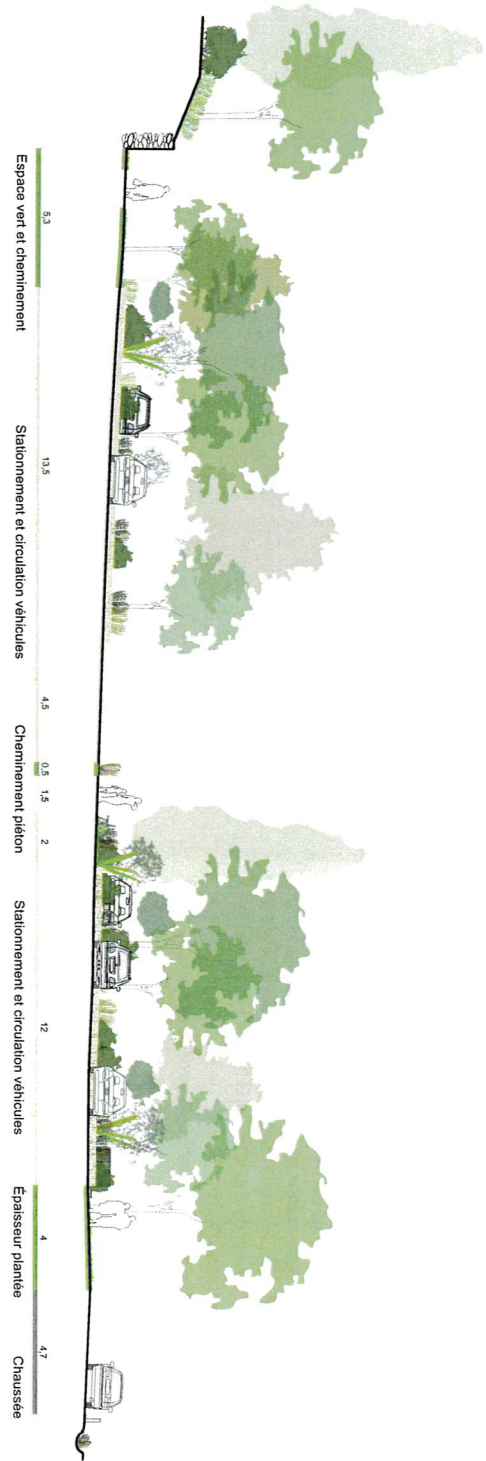 5,3
13,5
4,5
0,5
1,5
2
12
4
4,7
Espace vert et cheminement
Stationnement et circulation véhicules
Cheminement piéton
Stationnement et circulation véhicules
Épaisseur plantée
Chaussée